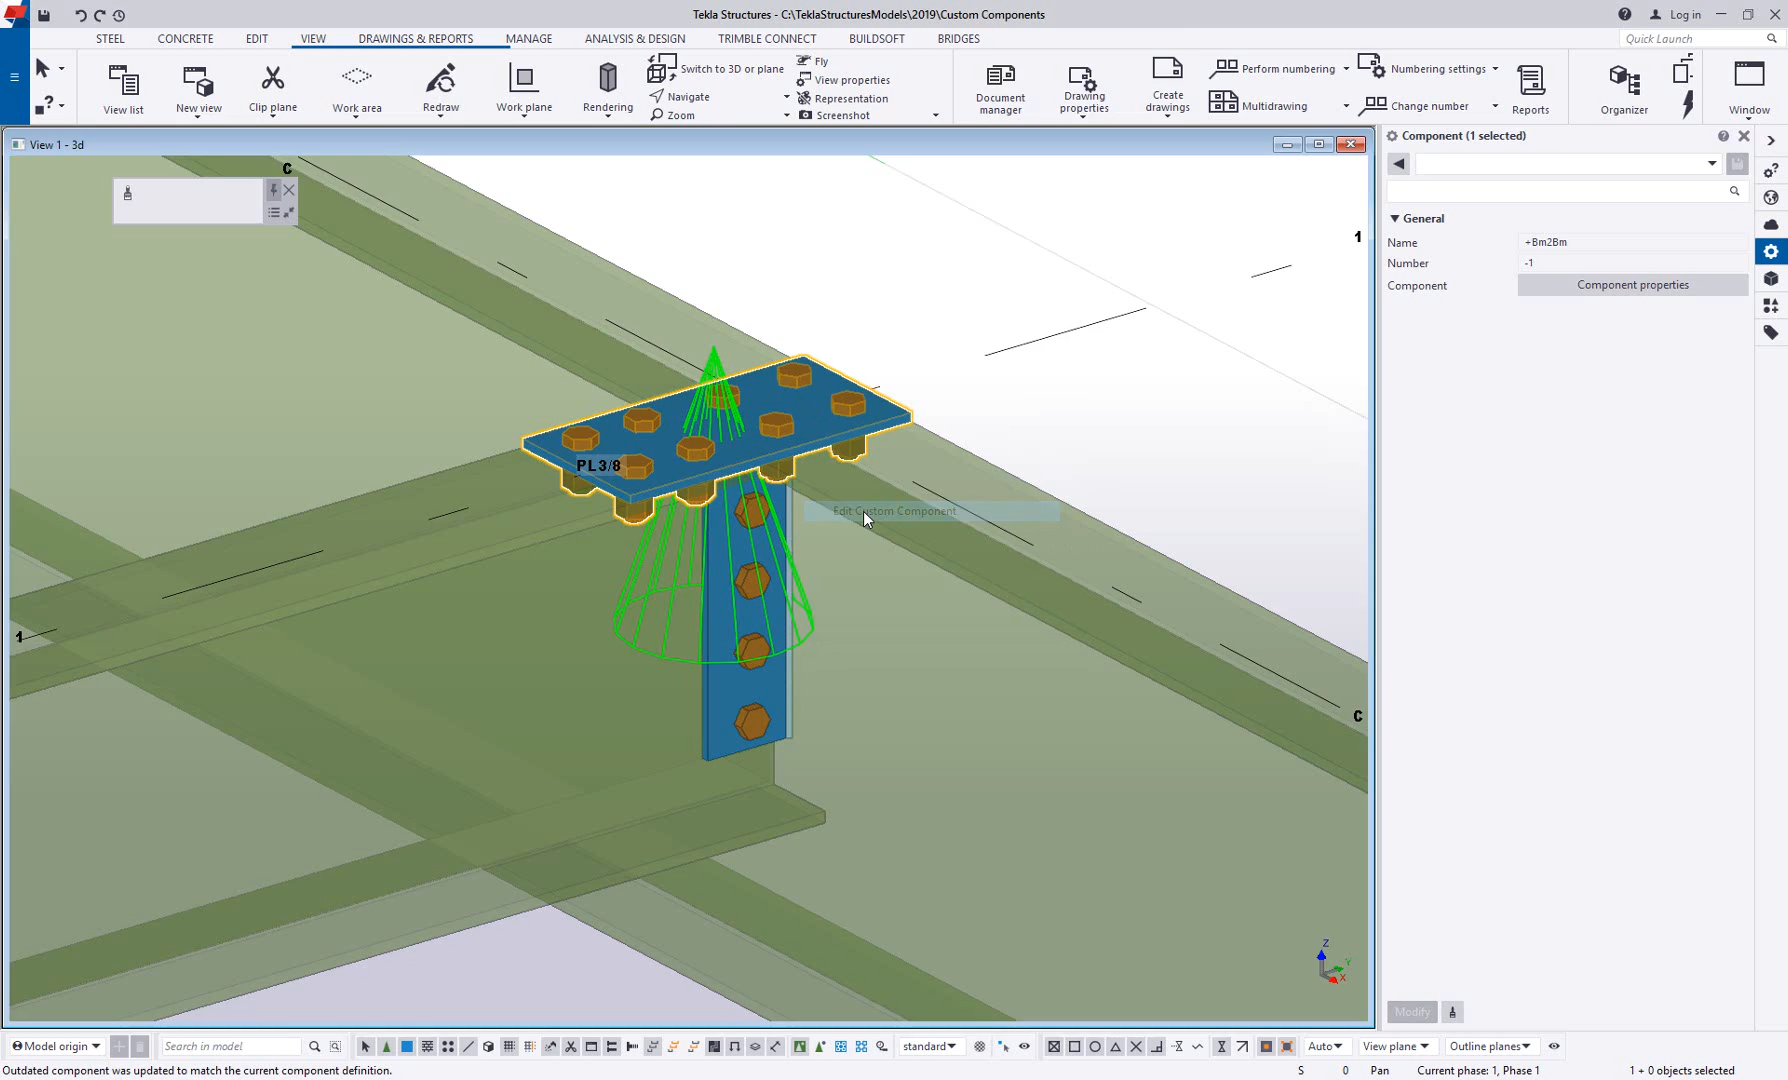 Tekla Structures - C:\TeklaStructuresModels\2019\Custom Components
Log in
STEEL CONCRETE EDIT VIEW DRAWINGS & REPORTS MANAGE ANALYSIS & DESIGN TRIMBLE CONNECT BUILDSOFT BRIDGES
Quick Launch
View list
New view
Clip plane
Work area
Redraw
Work plane
Rendering
Switch to 3D or plane
Navigate
Zoom
Fly
View properties
Representation
Screenshot
Document manager
Drawing properties
Create drawings
Perform numbering
Multidrawing
Numbering settings
Change number
Reports
Organizer
Window
View 1 - 3d
C
1
PL3/8
Edit Custom Component
1
C
Z
Y
X
Component (1 selected)
General
Name +Bm2Bm
Number -1
Component Component properties
Modify
Model origin
Search in model
standard
Auto
View plane
Outline planes
Outdated component was updated to match the current component definition.
S 0 Pan Current phase: 1, Phase 1 1 + 0 objects selected